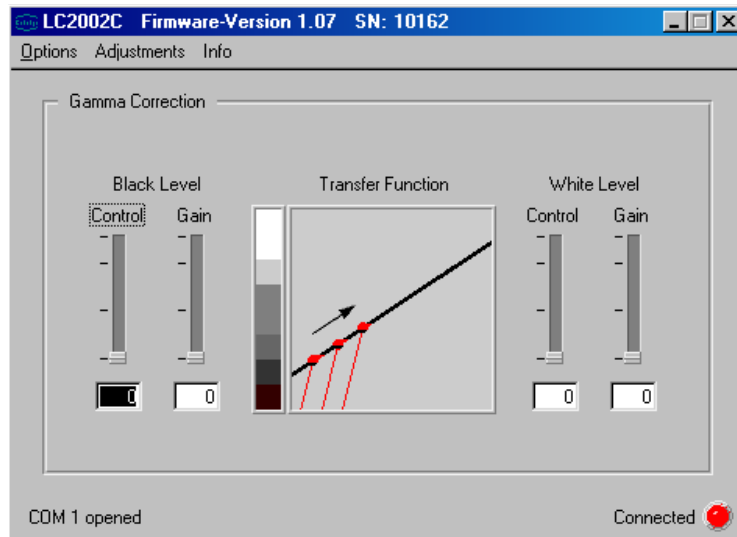 LC2002C Firmware-Version 1.07 SN: 10162
Options Adjustments Info
Gamma Correction
Black Level Transfer Function White Level
Control Gain Control Gain
0 0 0 0
COM 1 opened Connected